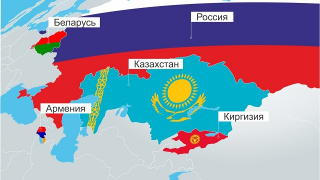 Беларусь
Россия
Казахстан
Армения
Киргизия